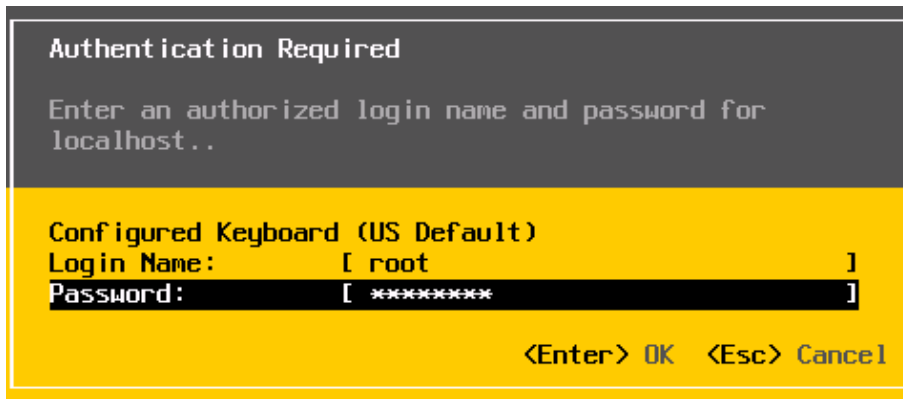 Authentication Required
Enter an authorized login name and password for
localhost..
Configured Keyboard (US Default)
Login Name: [ root ]
Password: [ ******** ]
<Enter> OK <Esc> Cancel